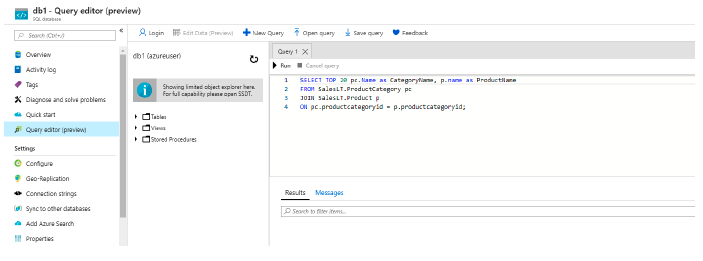 db1 - Query editor (preview)
SQL database
Search (Ctrl+/)
Overview
Activity log
Tags
Diagnose and solve problems
Quick start
Query editor (preview)
Settings
Configure
Geo-Replication
Connection strings
Sync to other databases
Add Azure Search
Properties
Login Edit Data (Preview) New Query Open query Save query Feedback
db1 (azureuser)
Showing limited object explorer here.
For full capability please open SSDT.
Tables
Views
Stored Procedures
Query 1
Run Cancel query
1 SELECT TOP 20 pc.Name as CategoryName, p.name as ProductName
2 FROM SalesLT.ProductCategory pc
3 JOIN SalesLT.Product p
4 ON pc.productcategoryid = p.productcategoryid;
Results Messages
Search to filter items...